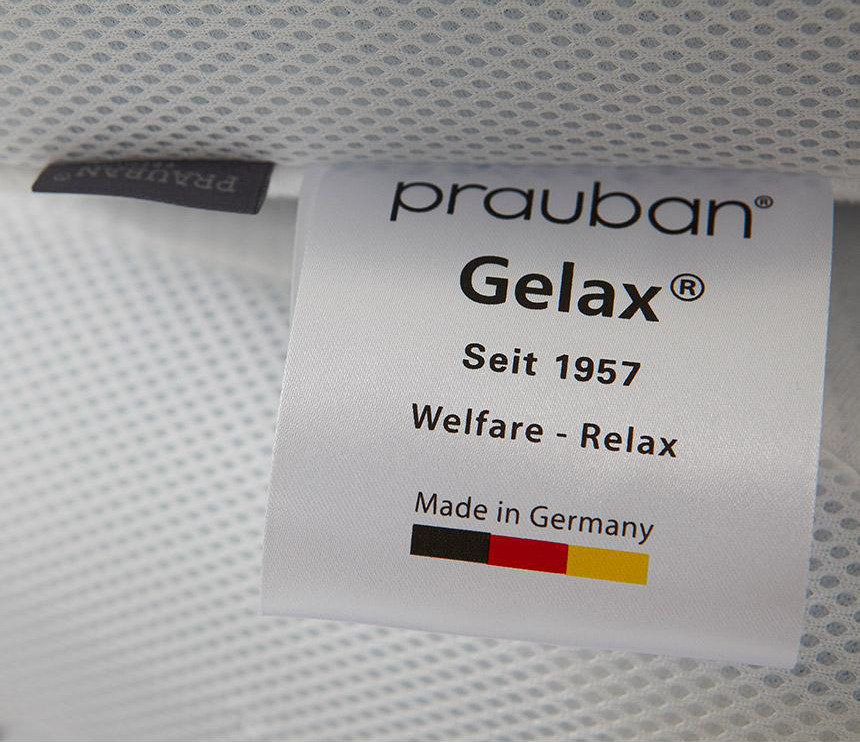 PRAUBAN®
prauban®
Gelax®
Seit 1957
Welfare - Relax
Made in Germany